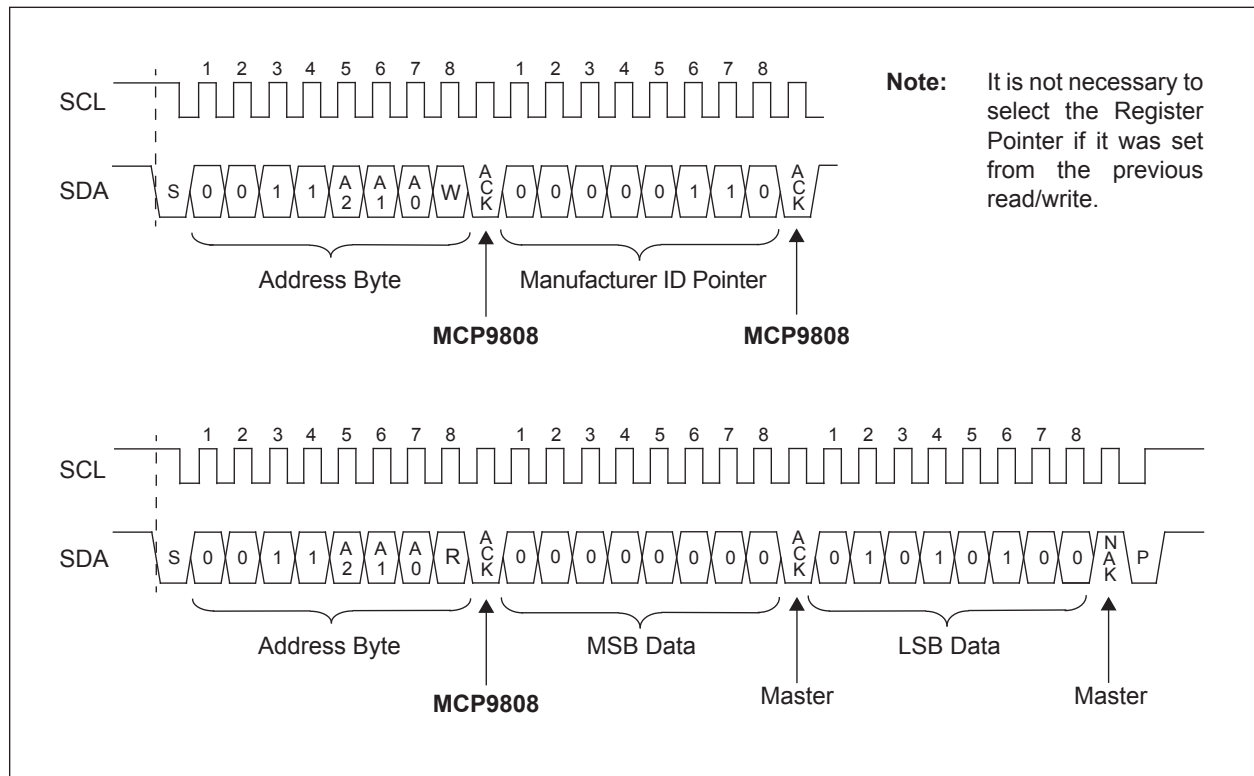 1 2 3 4 5 6 7 8 1 2 3 4 5 6 7 8
SCL
SDA
S 0 0 1 1 A2 A1 A0 W ACK 0 0 0 0 0 1 1 0 ACK
Address Byte Manufacturer ID Pointer
MCP9808 MCP9808
Note: It is not necessary to
select the Register
Pointer if it was set
from the previous
read/write.
1 2 3 4 5 6 7 8 1 2 3 4 5 6 7 8 1 2 3 4 5 6 7 8
SCL
SDA
S 0 0 1 1 A2 A1 A0 R ACK 0 0 0 0 0 0 0 0 ACK 0 1 0 1 0 1 0 0 NAK P
Address Byte MSB Data LSB Data
MCP9808 Master Master